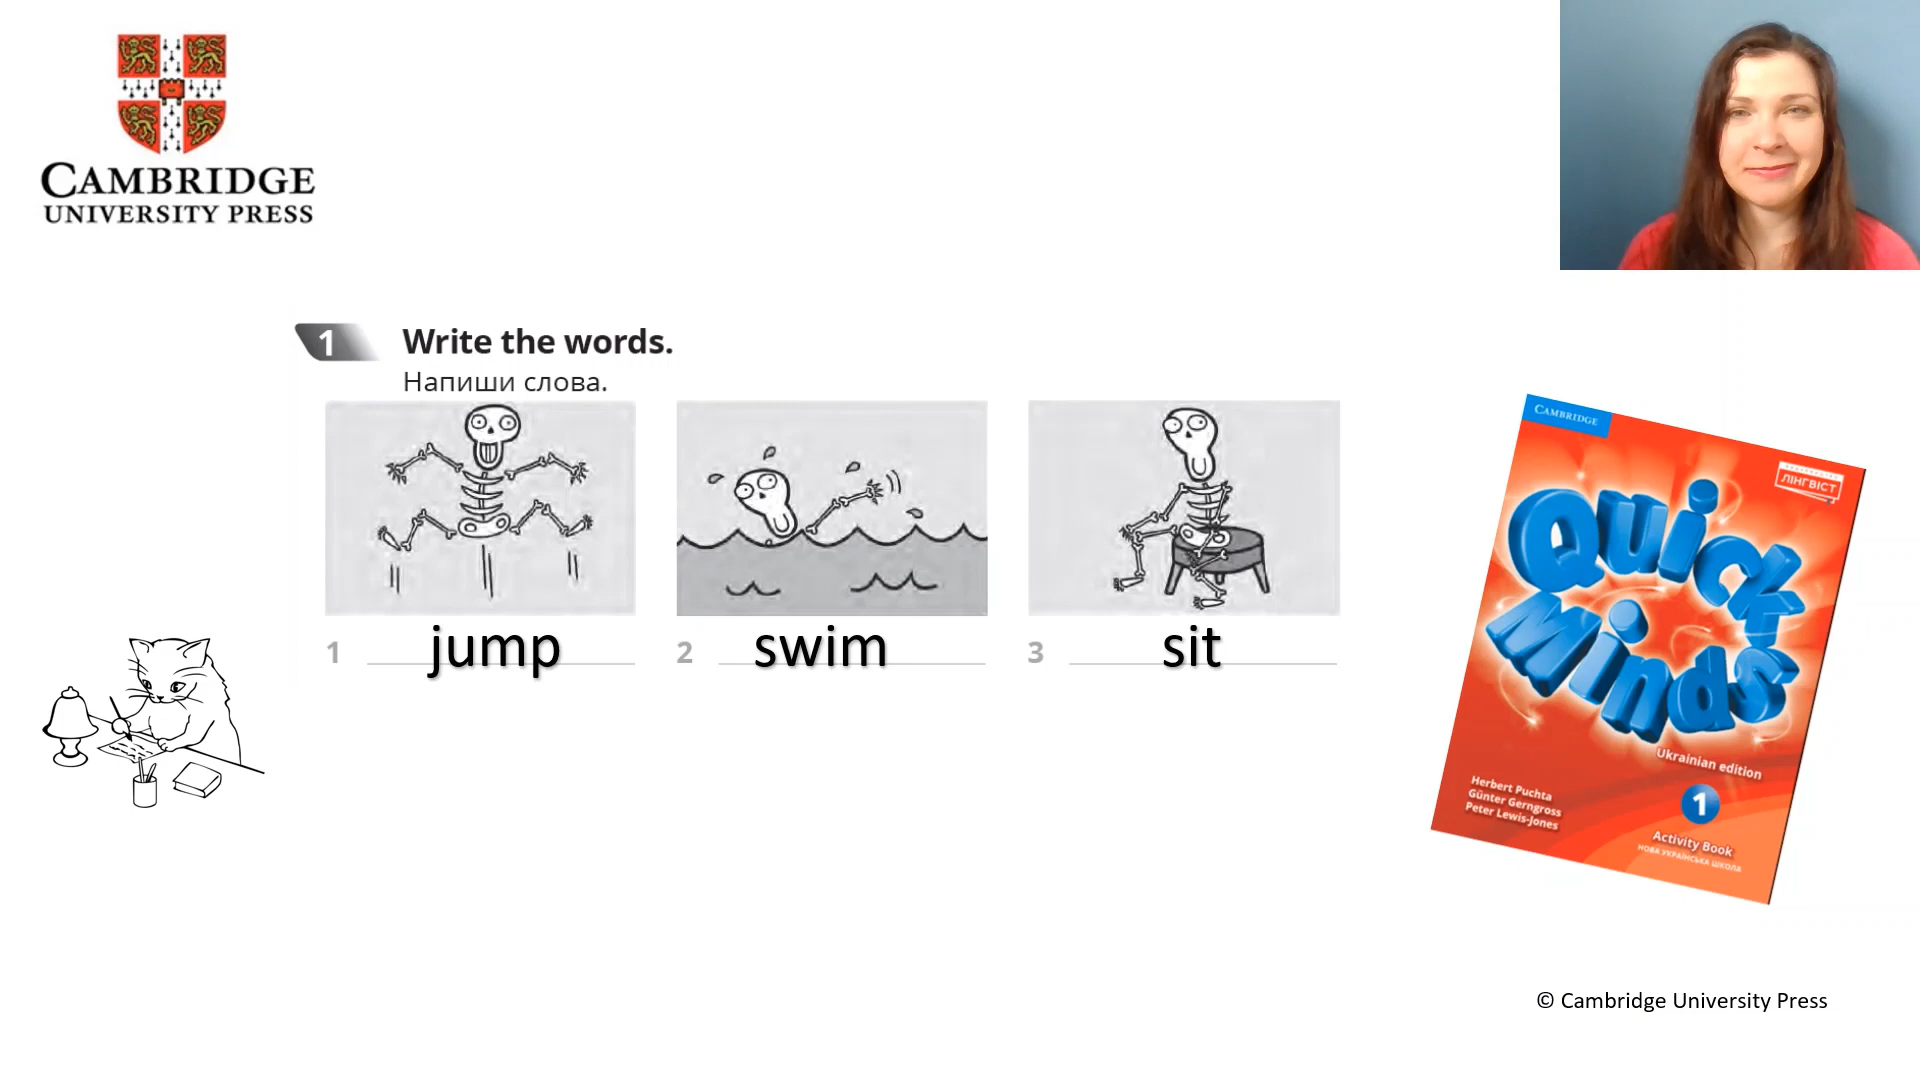 CAMBRIDGE
UNIVERSITY PRESS
1 Write the words.
Напиши слова.
1 jump
2 swim
3 sit
CAMBRIDGE
ЛІНГВІСТ
Quick
Minds
Ukrainian edition
1
Herbert Puchta
Günter Gerngross
Peter Lewis-Jones
Activity Book
НОВА УКРАЇНСЬКА ШКОЛА
© Cambridge University Press